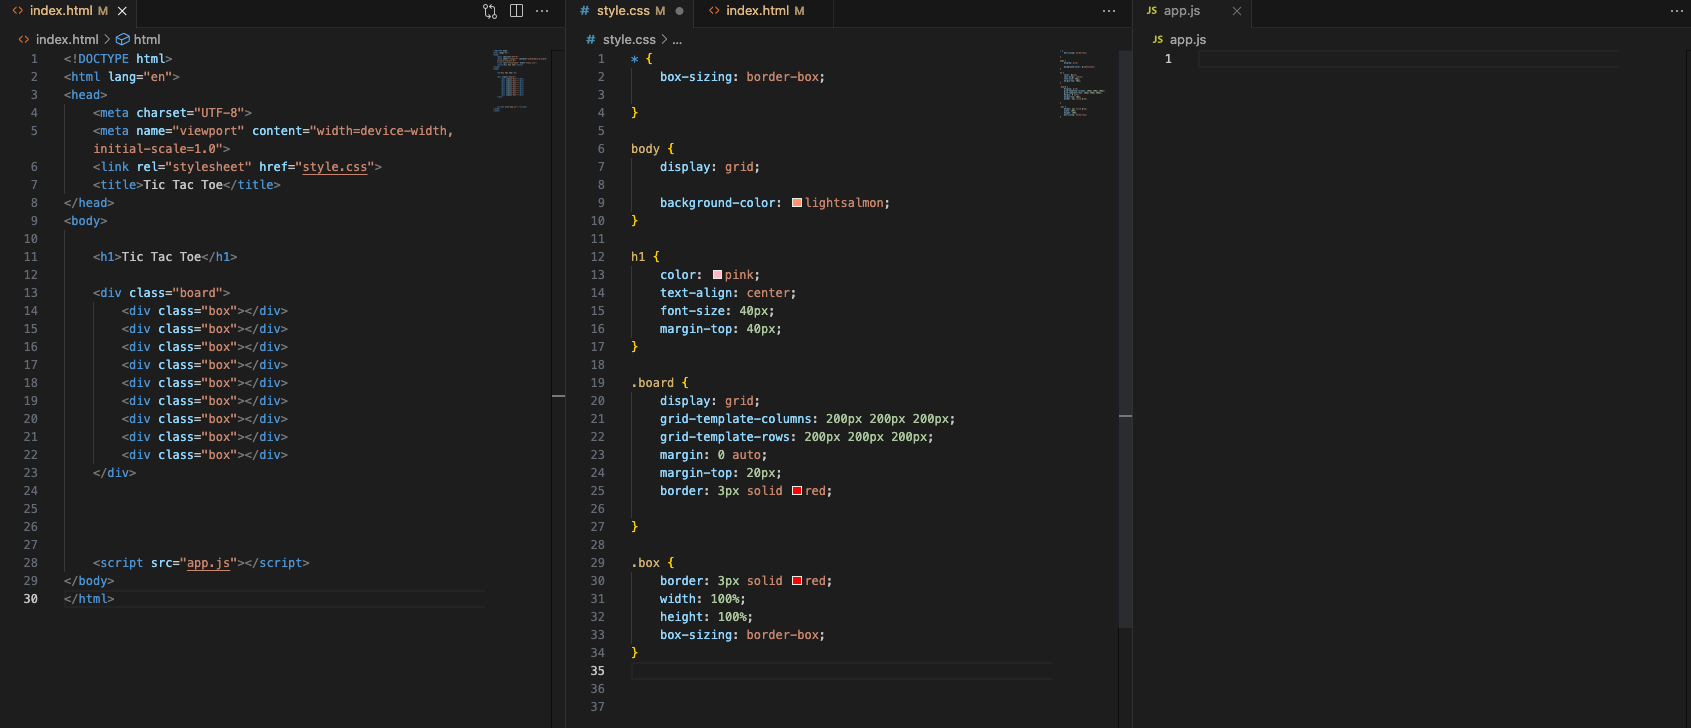 index.html M
index.html > html
1 <!DOCTYPE html>
2 <html lang="en">
3 <head>
4 <meta charset="UTF-8">
5 <meta name="viewport" content="width=device-width,
initial-scale=1.0">
6 <link rel="stylesheet" href="style.css">
7 <title>Tic Tac Toe</title>
8 </head>
9 <body>
10
11 <h1>Tic Tac Toe</h1>
12
13 <div class="board">
14 <div class="box"></div>
15 <div class="box"></div>
16 <div class="box"></div>
17 <div class="box"></div>
18 <div class="box"></div>
19 <div class="box"></div>
20 <div class="box"></div>
21 <div class="box"></div>
22 <div class="box"></div>
23 </div>
24
25
26
27
28 <script src="app.js"></script>
29 </body>
30 </html>
# style.css M
index.html M
# style.css > ...
1 * {
2 box-sizing: border-box;
3
4 }
5
6 body {
7 display: grid;
8
9 background-color: lightsalmon;
10 }
11
12 h1 {
13 color: pink;
14 text-align: center;
15 font-size: 40px;
16 margin-top: 40px;
17 }
18
19 .board {
20 display: grid;
21 grid-template-columns: 200px 200px 200px;
22 grid-template-rows: 200px 200px 200px;
23 margin: 0 auto;
24 margin-top: 20px;
25 border: 3px solid red;
26
27 }
28
29 .box {
30 border: 3px solid red;
31 width: 100%;
32 height: 100%;
33 box-sizing: border-box;
34 }
35
36
37
JS app.js
JS app.js
1